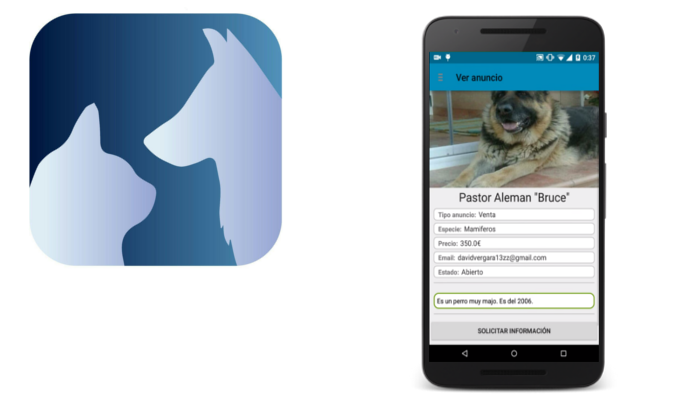 0:37
Ver anuncio
Pastor Aleman "Bruce"
Tipo anuncio: Venta
Especie: Mamiferos
Precio: 350.0€
Email: davidvergara13zz@gmail.com
Estado: Abierto
Es un perro muy majo. Es del 2006.
SOLICITAR INFORMACIÓN